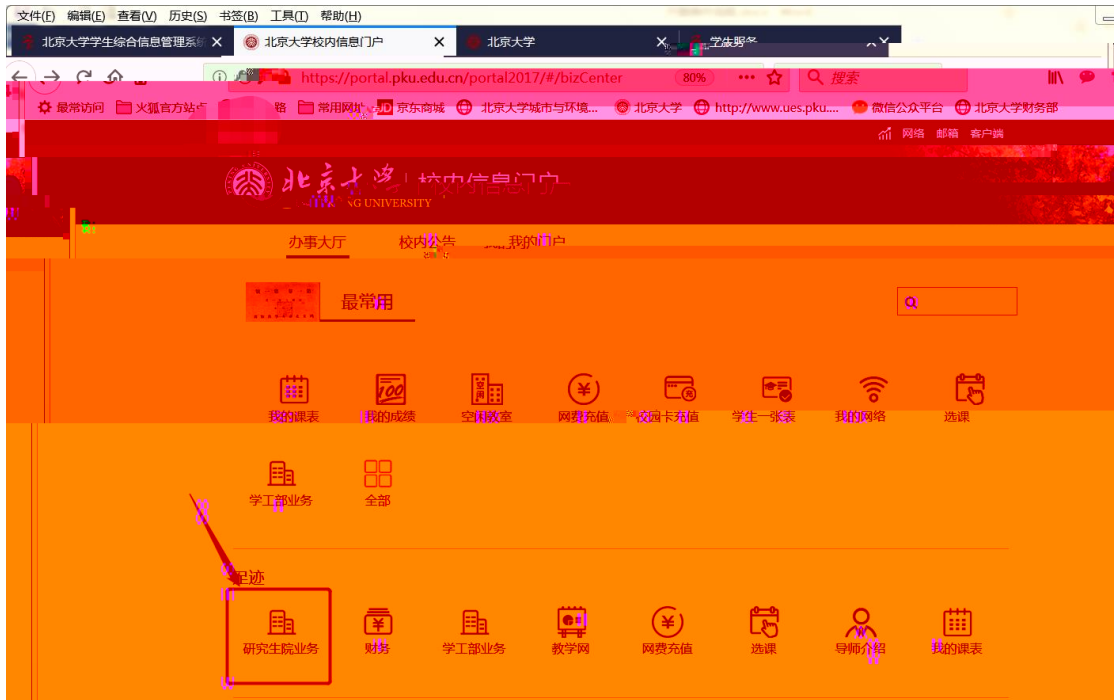 文件(F) 编辑(E) 查看(V) 历史(S) 书签(B) 工具(T) 帮助(H)
北京大学学生综合信息管理系统 北京大学校内信息门户 北京大学 学生服务
https://portal.pku.edu.cn/portal2017/#/bizCenter 80% 搜索
最常访问 火狐官方站点 常用网址 京东商城 北京大学城市与环境... 北京大学 http://www.ues.pku.... 微信公众平台 北京大学财务部
网络 邮箱 客户端
北京大学 校内信息门户
NG UNIVERSITY
办事大厅 校内公告 我的门户
最常用
我的课表 我的成绩 空闲教室 网费充值 校园卡充值 学生一张表 我的网络 选课
学工部业务 全部
足迹
研究生院业务 财务 学工部业务 教学网 网费充值 选课 导师介绍 我的课表